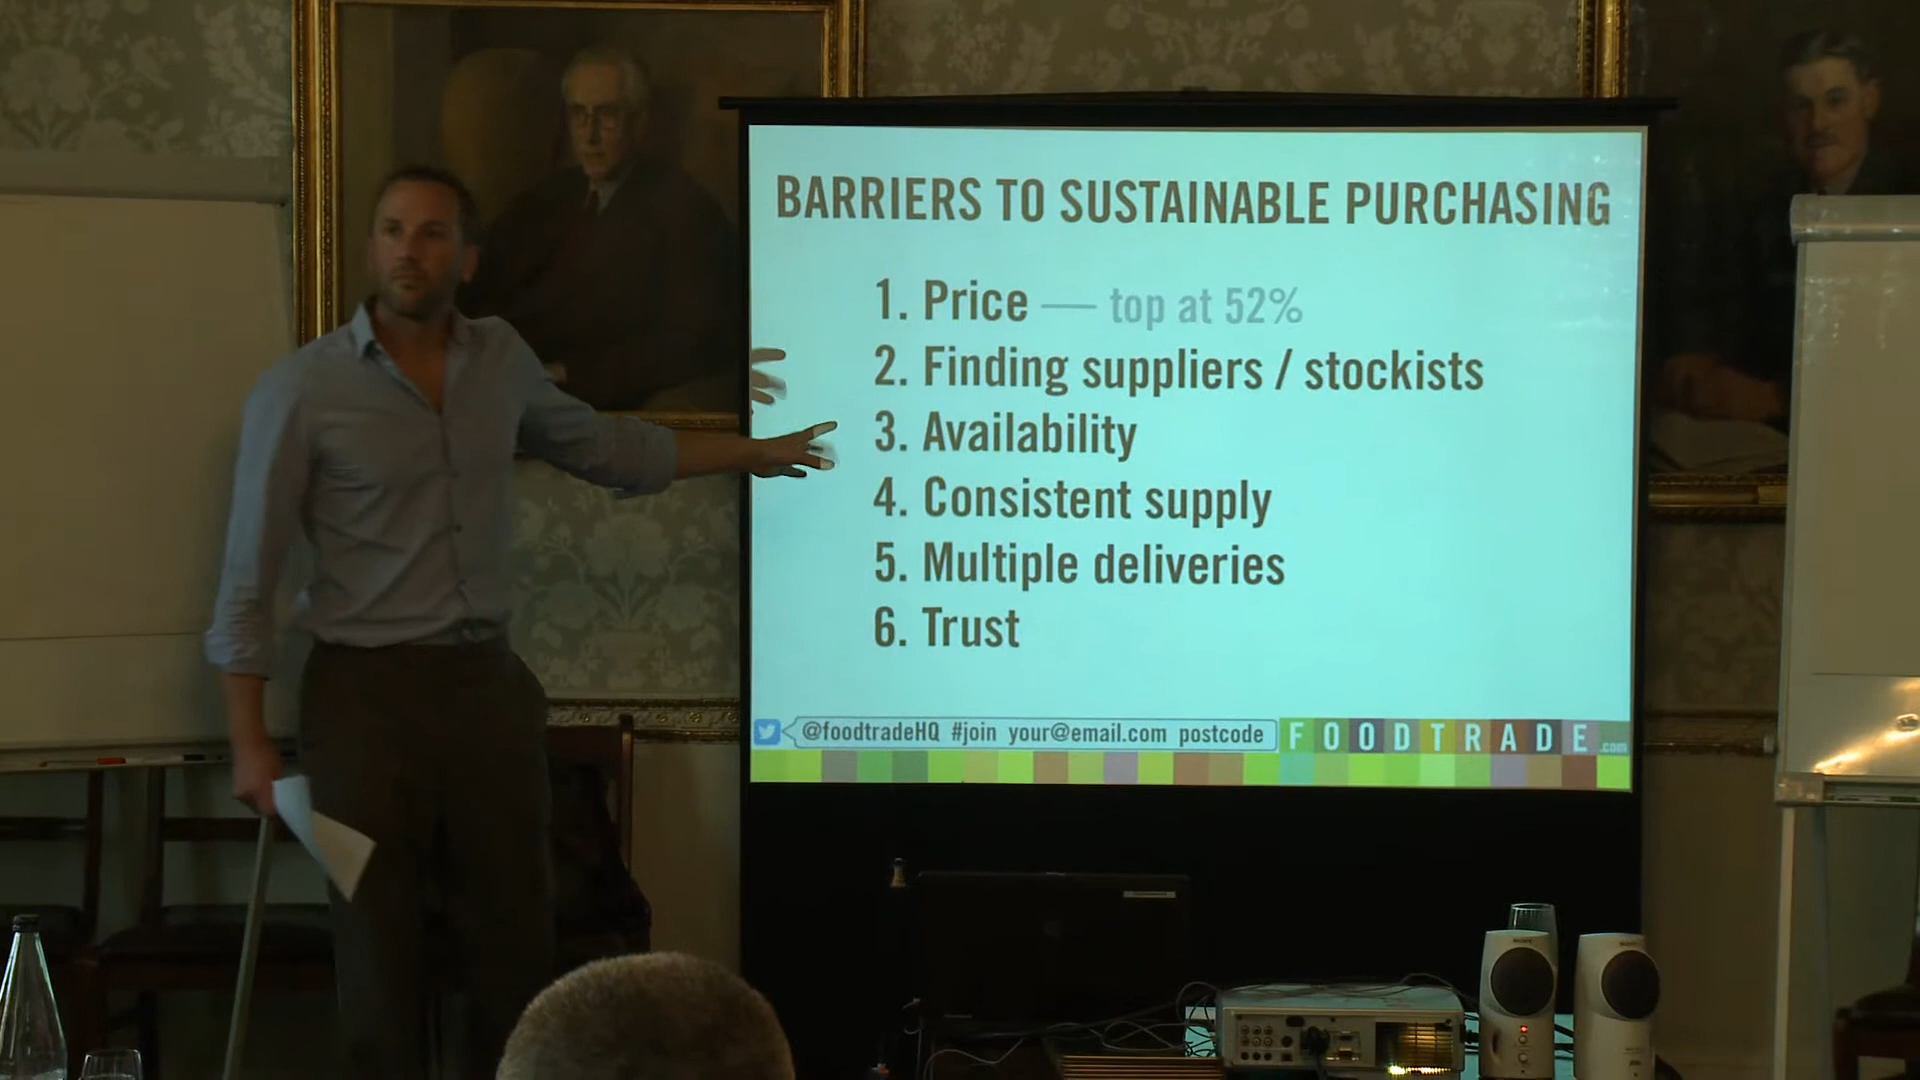 BARRIERS TO SUSTAINABLE PURCHASING
1. Price — top at 52%
2. Finding suppliers / stockists
3. Availability
4. Consistent supply
5. Multiple deliveries
6. Trust
@foodtradeHQ #join your@email.com postcode
FOODTRADE.com
SONY